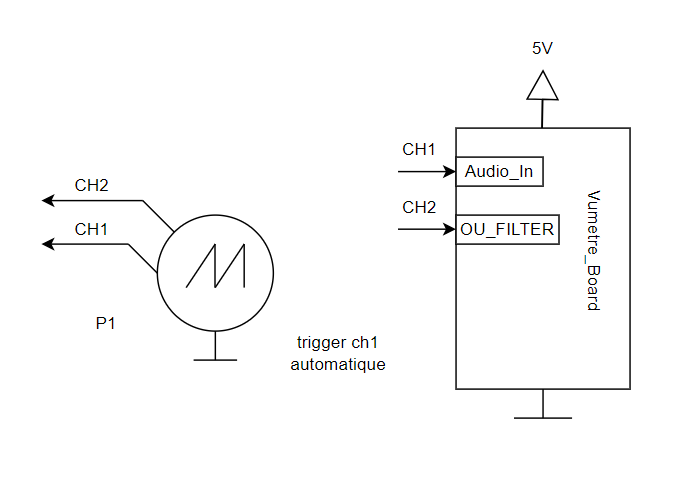 5V
CH1
Audio_In
CH2
CH2
OU_FILTER
CH1
Vumetre_Board
P1
trigger ch1
automatique